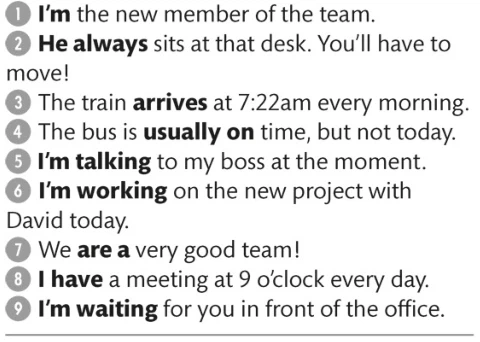 1 I'm the new member of the team.
2 He always sits at that desk. You'll have to
move!
3 The train arrives at 7:22am every morning.
4 The bus is usually on time, but not today.
5 I'm talking to my boss at the moment.
6 I'm working on the new project with
David today.
7 We are a very good team!
8 I have a meeting at 9 o'clock every day.
9 I'm waiting for you in front of the office.